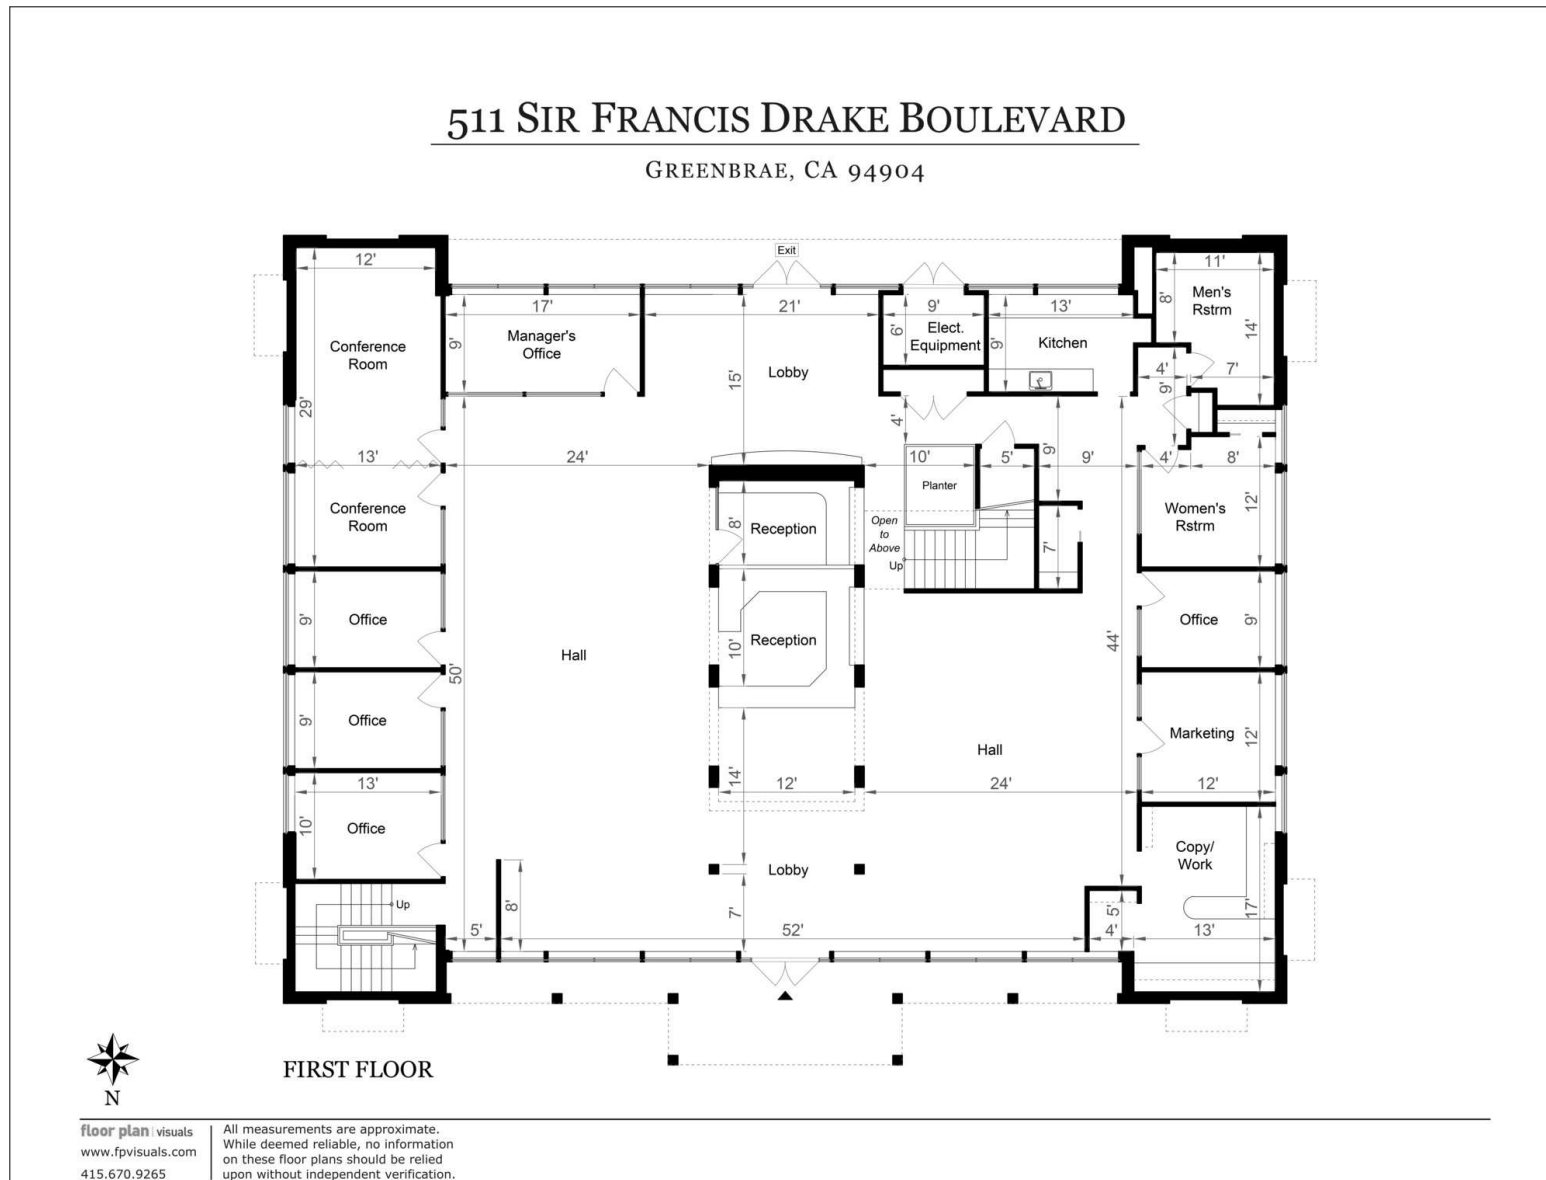 511 SIR FRANCIS DRAKE BOULEVARD
GREENBRAE, CA 94904
Exit
12'
17'
21'
9'
13'
11'
8'
Men's
Rstrm
14'
Manager's
Office
9'
6'
Elect.
Equipment
9'
Kitchen
Conference
Room
15'
Lobby
4'
7'
9'
29'
4'
9'
13'
24'
10'
5'
9'
4'
8'
Planter
12'
Conference
Room
8'
Reception
Open
to
Above
Up
7'
Women's
Rstrm
9'
Office
Office
9'
Hall
50'
10'
Reception
44'
9'
Office
Marketing
12'
Hall
13'
14'
12'
24'
12'
10'
Office
Lobby
Copy/
Work
Up
8'
7'
5'
17'
5'
52'
4'
13'
N
FIRST FLOOR
floor plan | visuals
www.fpvisuals.com
415.670.9265
All measurements are approximate.
While deemed reliable, no information
on these floor plans should be relied
upon without independent verification.